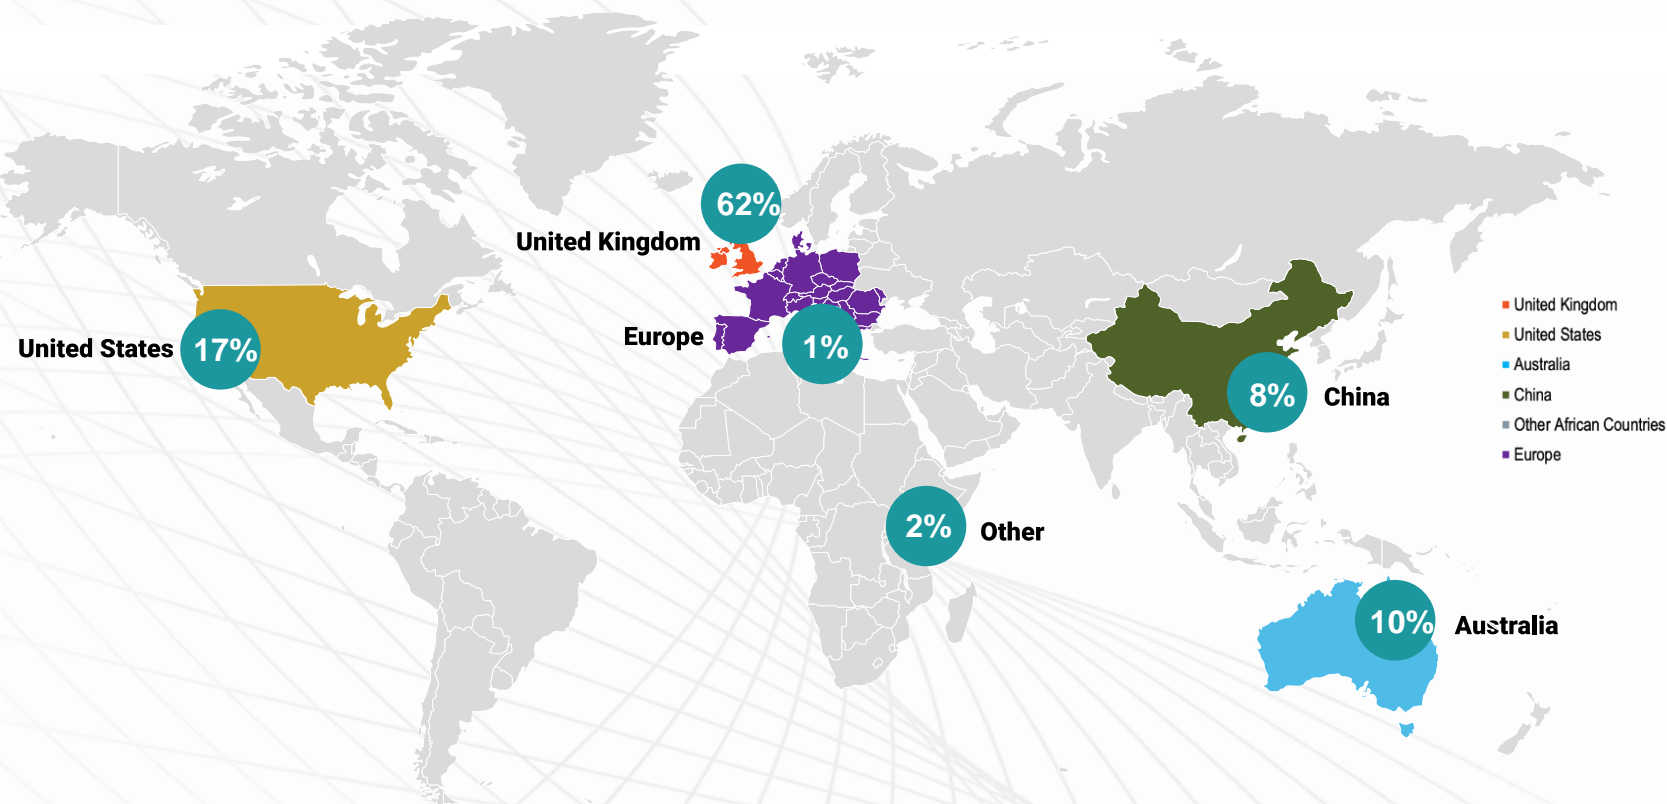 62%
United Kingdom
Europe
1%
United States
17%
8%
China
2%
Other
10%
Australia
United Kingdom
United States
Australia
China
Other African Countries
Europe